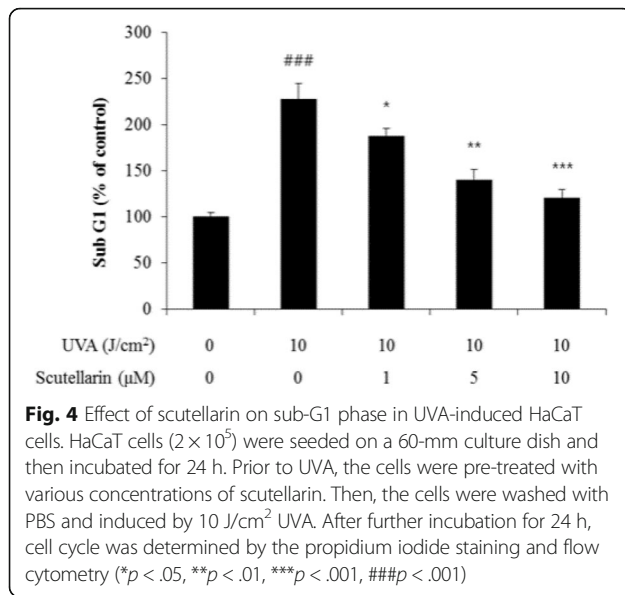 300
250
200
150
100
50
0
Sub G1 (% of control)
###
*
**
***
UVA (J/cm²) 0 10 10 10 10
Scutellarin (μM) 0 0 1 5 10
Fig. 4 Effect of scutellarin on sub-G1 phase in UVA-induced HaCaT
cells. HaCaT cells (2 × 10⁵) were seeded on a 60-mm culture dish and
then incubated for 24 h. Prior to UVA, the cells were pre-treated with
various concentrations of scutellarin. Then, the cells were washed with
PBS and induced by 10 J/cm² UVA. After further incubation for 24 h,
cell cycle was determined by the propidium iodide staining and flow
cytometry (*p < .05, **p < .01, ***p < .001, ###p < .001)